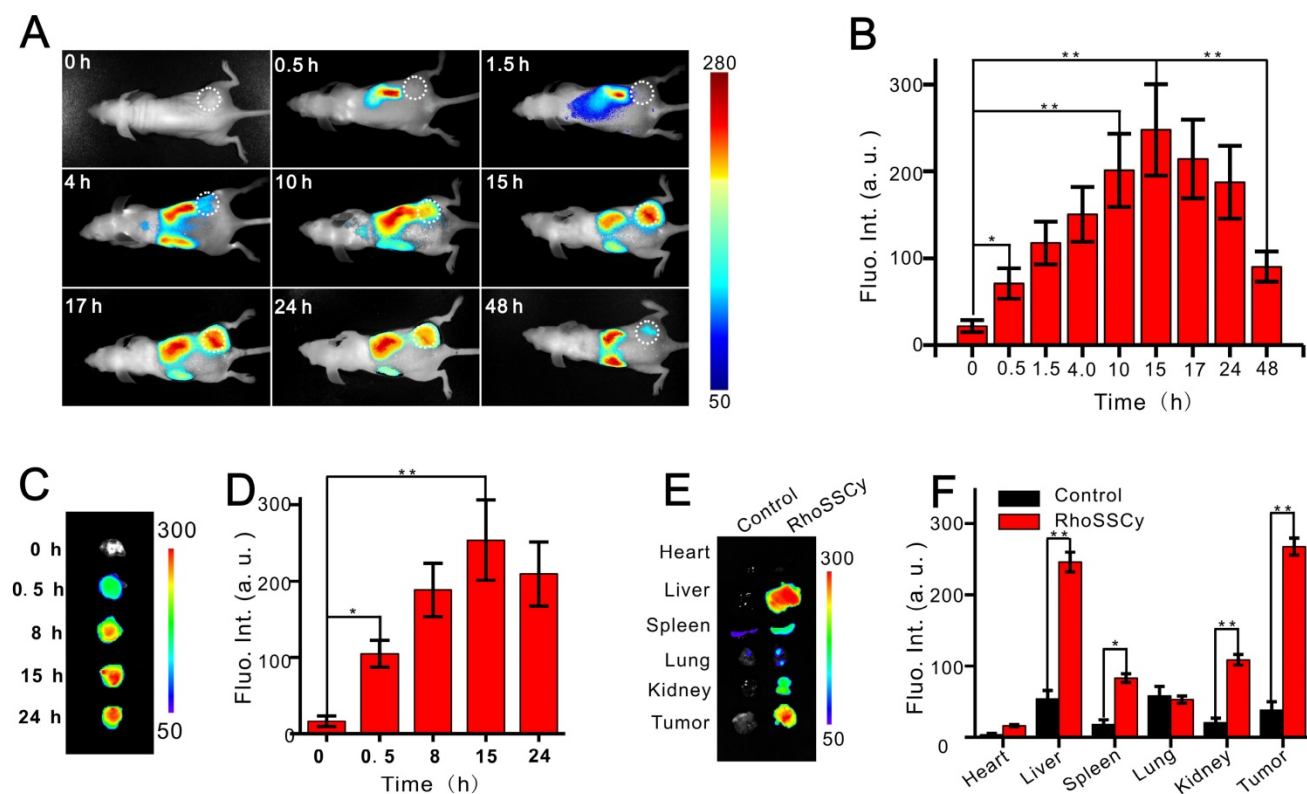 A
0 h
0.5 h
1.5 h
4 h
10 h
15 h
17 h
24 h
48 h
280
50
B
Fluo. Int. (a. u. )
300
200
100
0
**
**
**
*
0 0.5 1.5 4.0 10 15 17 24 48
Time (h)
C
0 h
0.5 h
8 h
15 h
24 h
300
50
D
Fluo. Int. (a. u. )
300
200
100
0
**
*
0 0.5 8 15 24
Time (h)
E
Control
RhoSSCy
Heart
Liver
Spleen
Lung
Kidney
Tumor
300
50
F
Control
RhoSSCy
Fluo. Int. (a. u. )
300
200
100
0
**
*
**
**
Heart Liver Spleen Lung Kidney Tumor